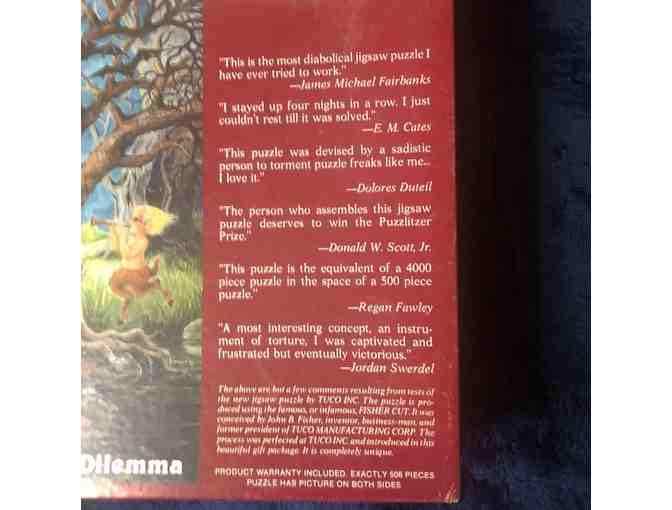 "This is the most diabolical jigsaw puzzle I
have ever tried to work."
—James Michael Fairbanks
"I stayed up four nights in a row. I just
couldn't rest till it was solved."
—E. M. Cates
"This puzzle was devised by a sadistic
person to torment puzzle freaks like me...
I love it."
—Dolores Duteil
"The person who assembles this jigsaw
puzzle deserves to win the Puzzlitzer
Prize."
—Donald W. Scott, Jr.
"This puzzle is the equivalent of a 4000
piece puzzle in the space of a 500 piece
puzzle."
—Regan Fawley
"A most interesting concept, an instru-
ment of torture, I was captivated and
frustrated but eventually victorious."
—Jordan Swerdel
The above are but a few comments resulting from tests of
the new jigsaw puzzle by TUCO INC. The puzzle is pro-
duced using the famous, or infamous, FISHER CUT. It was
conceived by John B. Fisher, inventor, business-man, and
former president of TUCO MANUFACTURING CORP. The
process was perfected at TUCO INC. and introduced in this
beautiful gift package. It is completely unique.
Dilemma
PRODUCT WARRANTY INCLUDED. EXACTLY 506 PIECES
PUZZLE HAS PICTURE ON BOTH SIDES